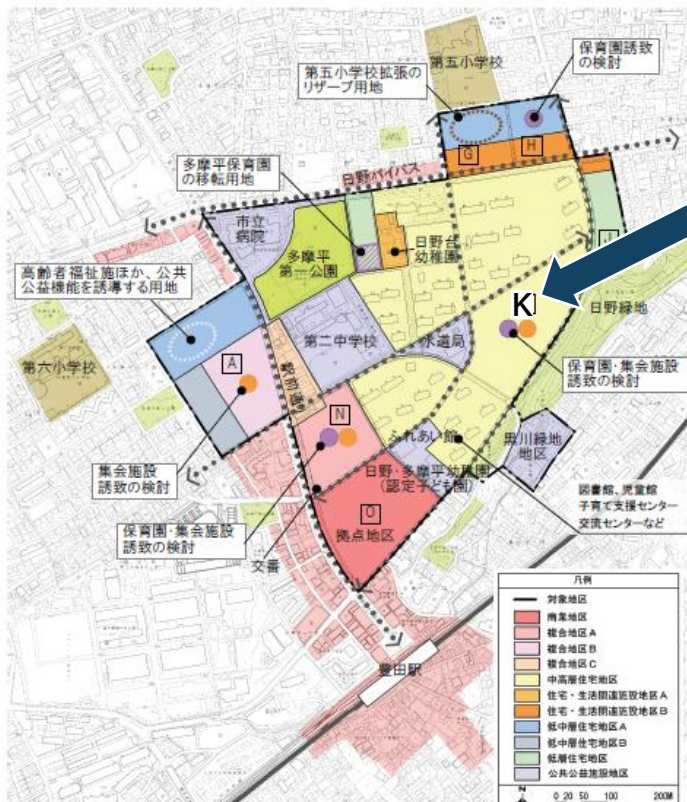 第五小学校
保育園誘致
の検討
第五小学校拡張の
リザーブ用地
G
H
多摩平保育園
の移転用地
日野バイパス
市立
病院
多摩平
第一公園
日野台
幼稚園
高齢者福祉施ほか、公共
公益機能を誘導する用地
K
日野緑地
第二中学校
水道局
第六小学校
A
駅前通り
保育園・集会施設
誘致の検討
N
ふれあい館
黒川緑地
地区
集会施設
誘致の検討
日野・多摩平幼稚園
(認定子ども園)
O
拠点地区
図書館、児童館
子育て支援センター
交流センターなど
保育園・集会施設
誘致の検討
交番
豊田駅
凡例
対象地区
商業地区
複合地区A
複合地区B
複合地区C
中高層住宅地区
住宅・生活関連施設地区A
住宅・生活関連施設地区B
低中層住宅地区A
低中層住宅地区B
低層住宅地区
公共公益施設地区
N
0 20 50 100 200M